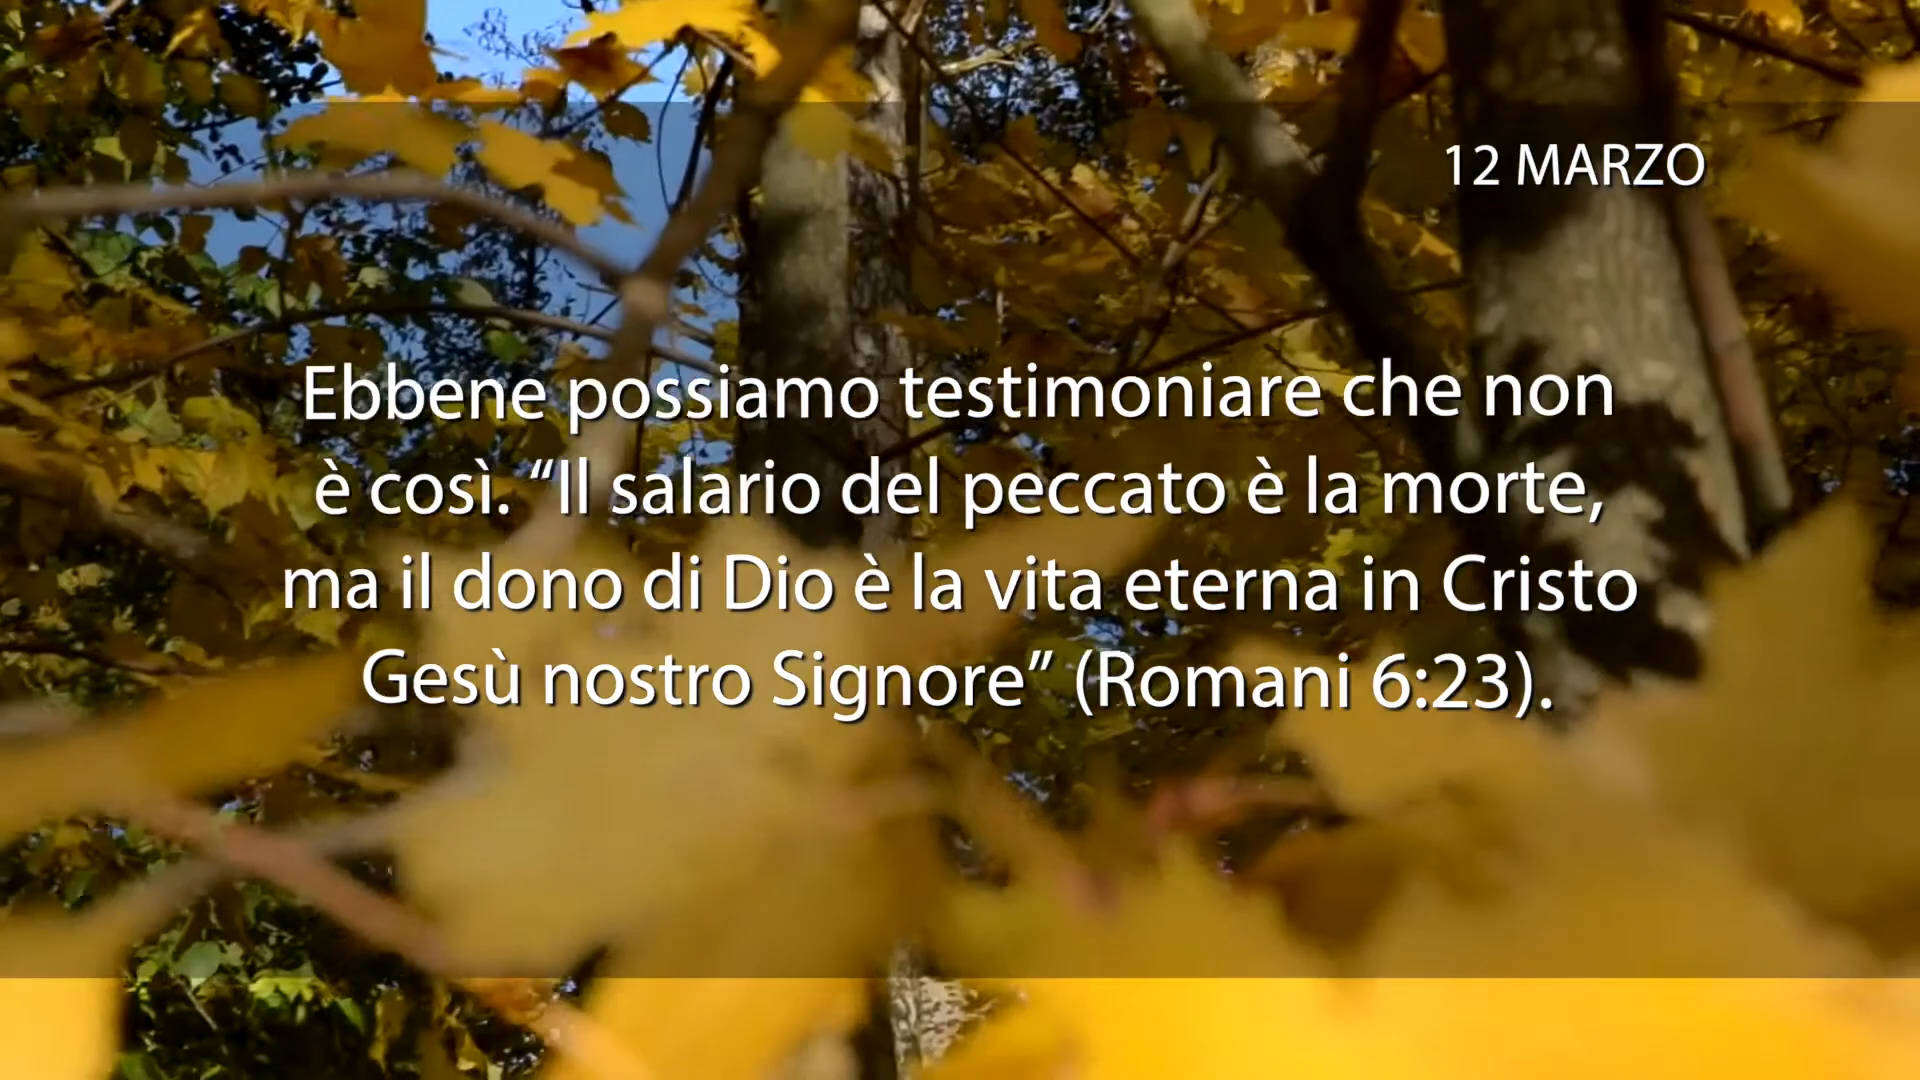 12 MARZO
Ebbene possiamo testimoniare che non
è così. “Il salario del peccato è la morte,
ma il dono di Dio è la vita eterna in Cristo
Gesù nostro Signore” (Romani 6:23).